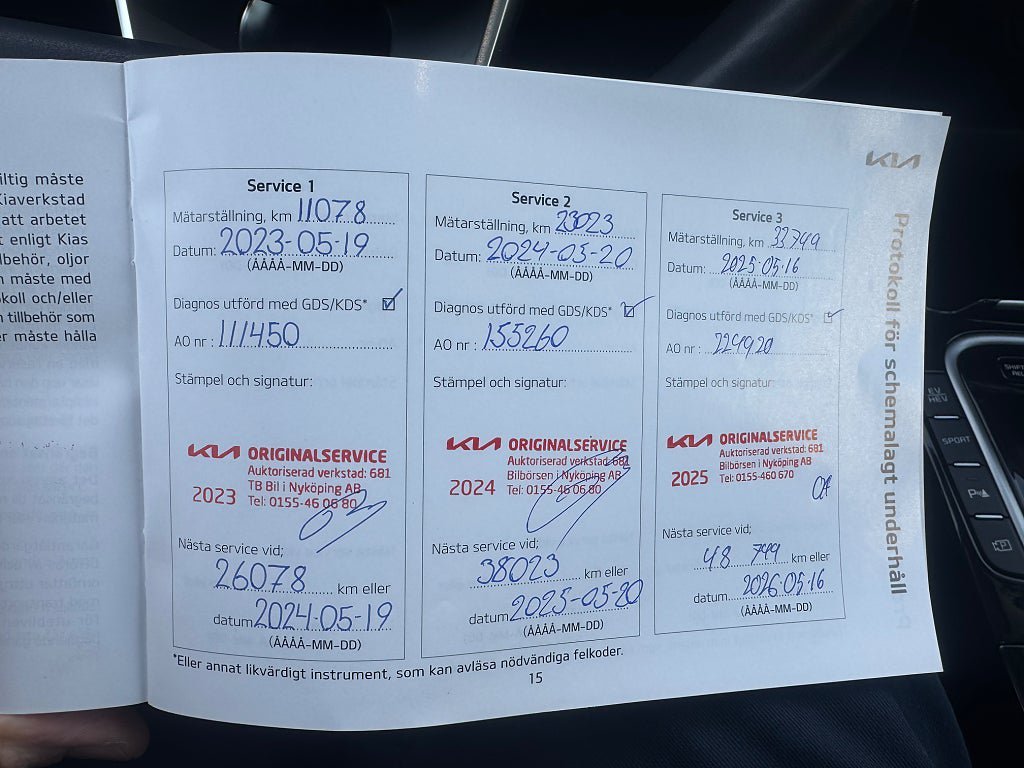 iltig måste
Kiaverkstad
att arbetet
t enligt Kias
lbehör, oljor
n måste med
koll och/eller
n tillbehör som
er måste hålla
KIA
Protokoll för schemalagt underhåll
Service 1
Mätarställning, km 11078
Datum: 2023-05-19
(ÅÅÅÅ-MM-DD)
Diagnos utförd med GDS/KDS*
AO nr : 111450
Stämpel och signatur:
KIA ORIGINALSERVICE
Auktoriserad verkstad: 681
2023 TB Bil i Nyköping AB
Tel: 0155-46 06 80
Nästa service vid;
26078 km eller
datum 2024-05-19
(ÅÅÅÅ-MM-DD)
Service 2
Mätarställning, km 23023
Datum: 2024-05-20
(ÅÅÅÅ-MM-DD)
Diagnos utförd med GDS/KDS*
AO nr : 155260
Stämpel och signatur:
KIA ORIGINALSERVICE
Auktoriserad verkstad: 681
2024 Bilbörsen i Nyköping AB
Tel: 0155-46 06 80
Nästa service vid;
38023 km eller
datum 2025-05-20
(ÅÅÅÅ-MM-DD)
Service 3
Mätarställning, km 33799
Datum: 2025-05-16
(ÅÅÅÅ-MM-DD)
Diagnos utförd med GDS/KDS*
AO nr :
Stämpel och signatur:
KIA ORIGINALSERVICE
Auktoriserad verkstad: 681
2025 Bilbörsen i Nyköping AB
Tel: 0155-460 670
Nästa service vid;
48 799 km eller
datum 2026-05-16
(ÅÅÅÅ-MM-DD)
*Eller annat likvärdigt instrument, som kan avläsa nödvändiga felkoder.
15
EV
HEV
SPORT
P